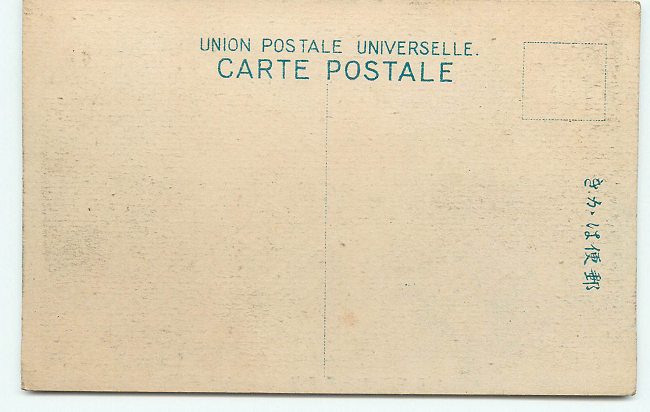 UNION POSTALE UNIVERSELLE.
CARTE POSTALE
郵便はかき